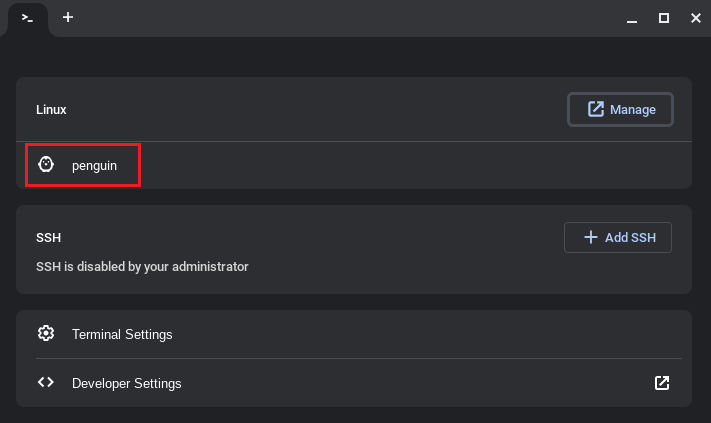 Linux
Manage
penguin
SSH
Add SSH
SSH is disabled by your administrator
Terminal Settings
Developer Settings